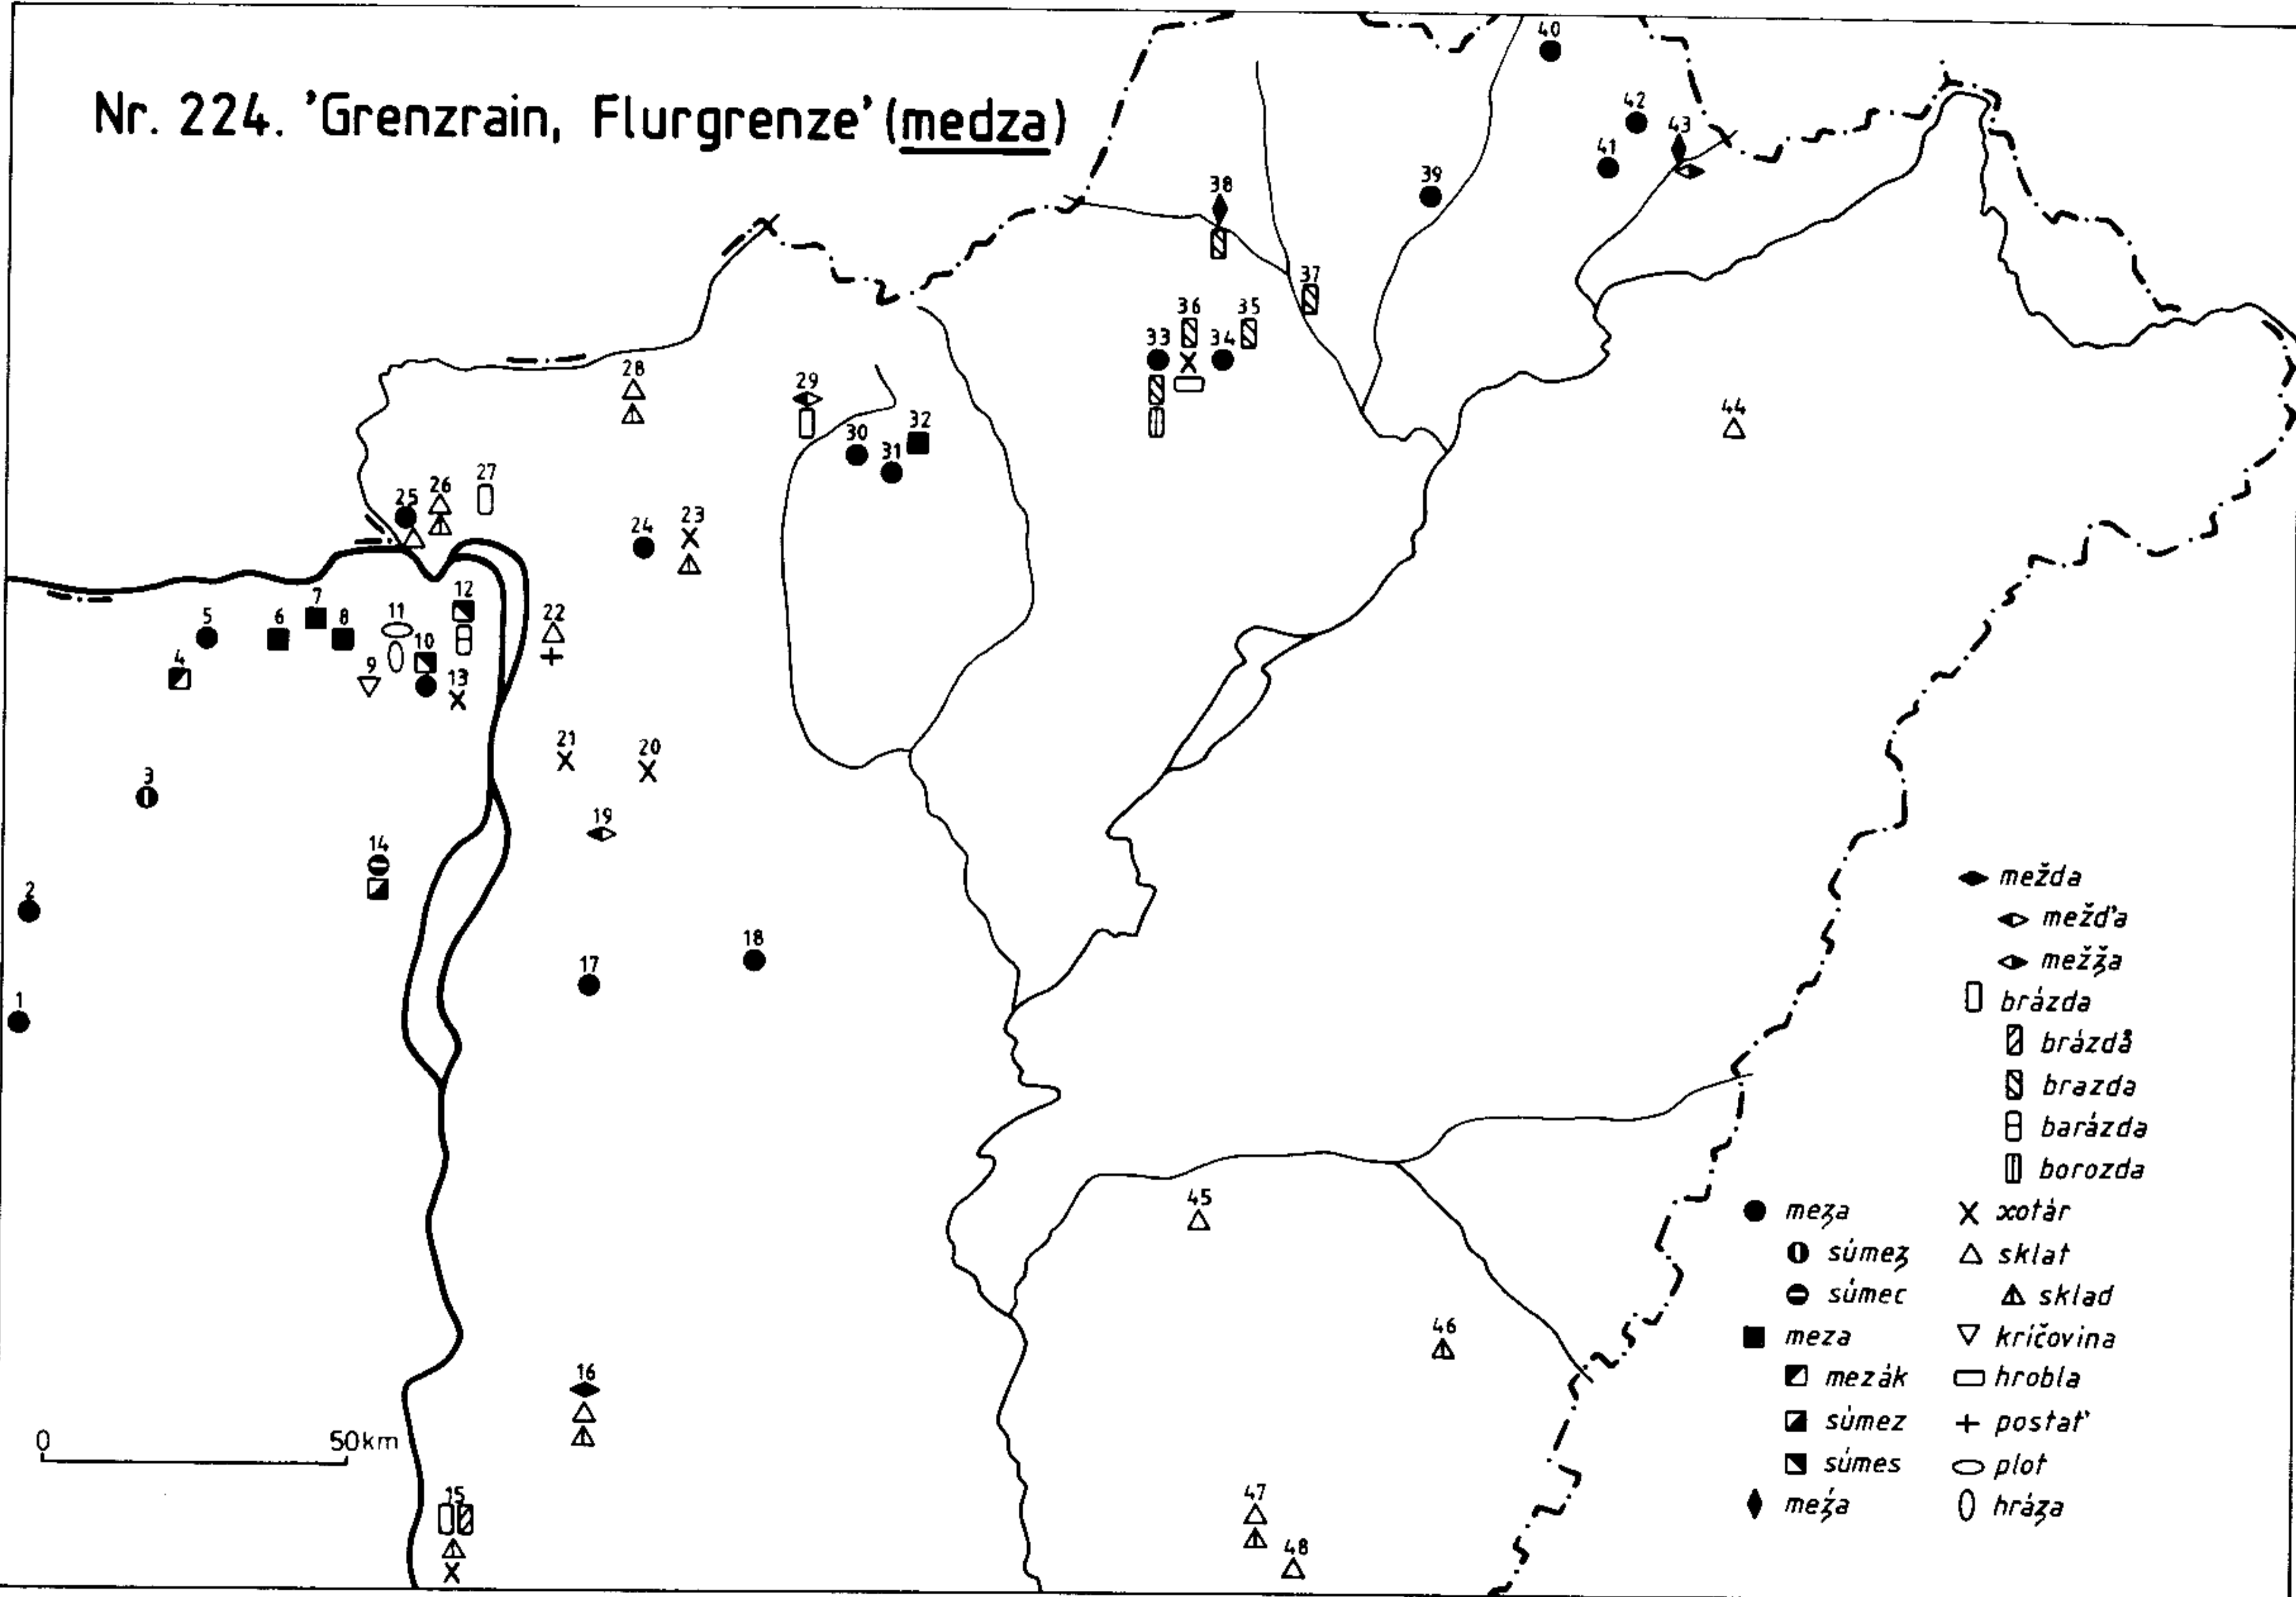 Nr. 224. 'Grenzrain, Flurgrenze' (medza)
40
42
43
41
38
39
37
36
35
33
34
28
29
32
30
31
44
27
26
25
24
23
12
22
7
11
5
6
8
10
4
9
13
21
20
3
19
14
2
18
17
1
45
46
16
47
48
15
0 50km
mežda
mežďa
mežǯa
brázda
brázdå
brazda
barázda
borozda
meʒa
súmeʒ
súmec
meza
mezák
súmez
súmes
meʒ́a
xotár
sklat
sklad
kričovina
hrobla
postať
plot
hráʒa